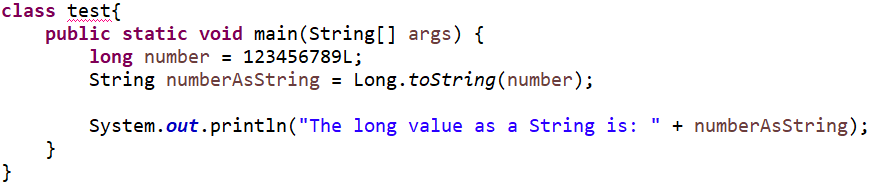 class test{
    public static void main(String[] args) {
        long number = 123456789L;
        String numberAsString = Long.toString(number);

        System.out.println("The long value as a String is: " + numberAsString);
    }
}